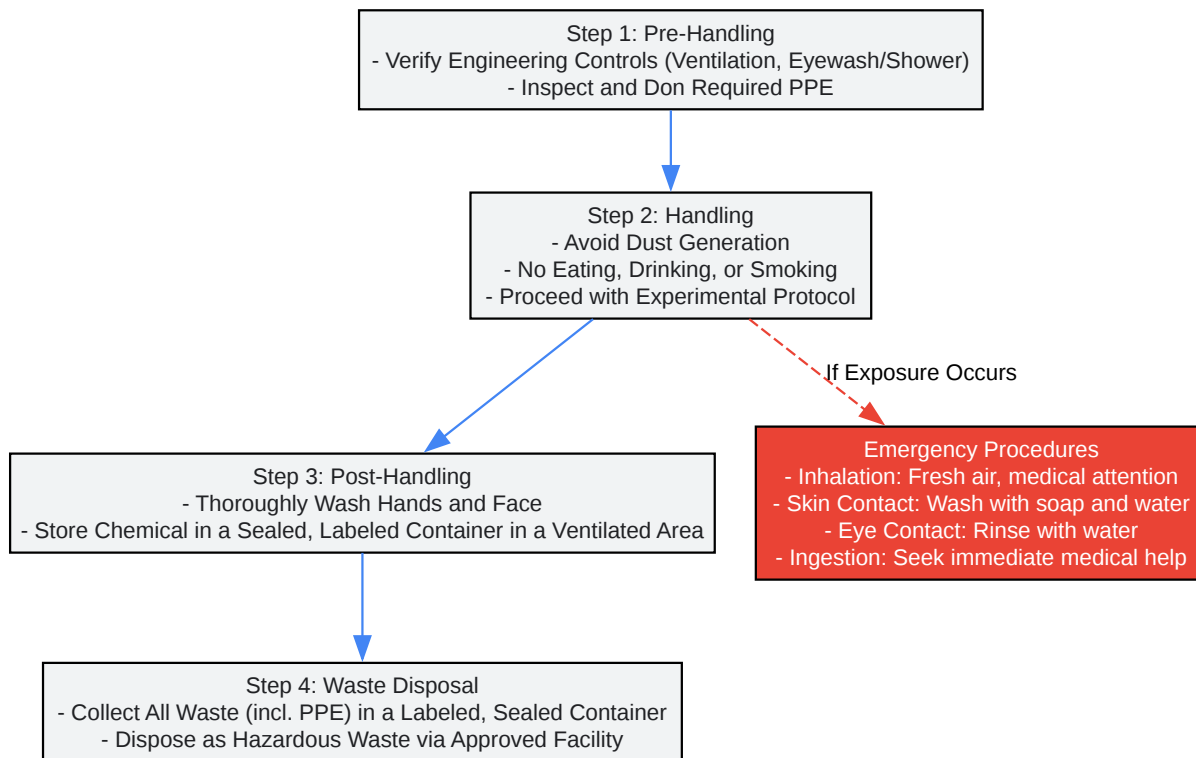 Step 1: Pre-Handling
- Verify Engineering Controls (Ventilation, Eyewash/Shower)
- Inspect and Don Required PPE
Step 2: Handling
- Avoid Dust Generation
- No Eating, Drinking, or Smoking
- Proceed with Experimental Protocol
If Exposure Occurs
Emergency Procedures
- Inhalation: Fresh air, medical attention
- Skin Contact: Wash with soap and water
- Eye Contact: Rinse with water
- Ingestion: Seek immediate medical help
Step 3: Post-Handling
- Thoroughly Wash Hands and Face
- Store Chemical in a Sealed, Labeled Container in a Ventilated Area
Step 4: Waste Disposal
- Collect All Waste (incl. PPE) in a Labeled, Sealed Container
- Dispose as Hazardous Waste via Approved Facility